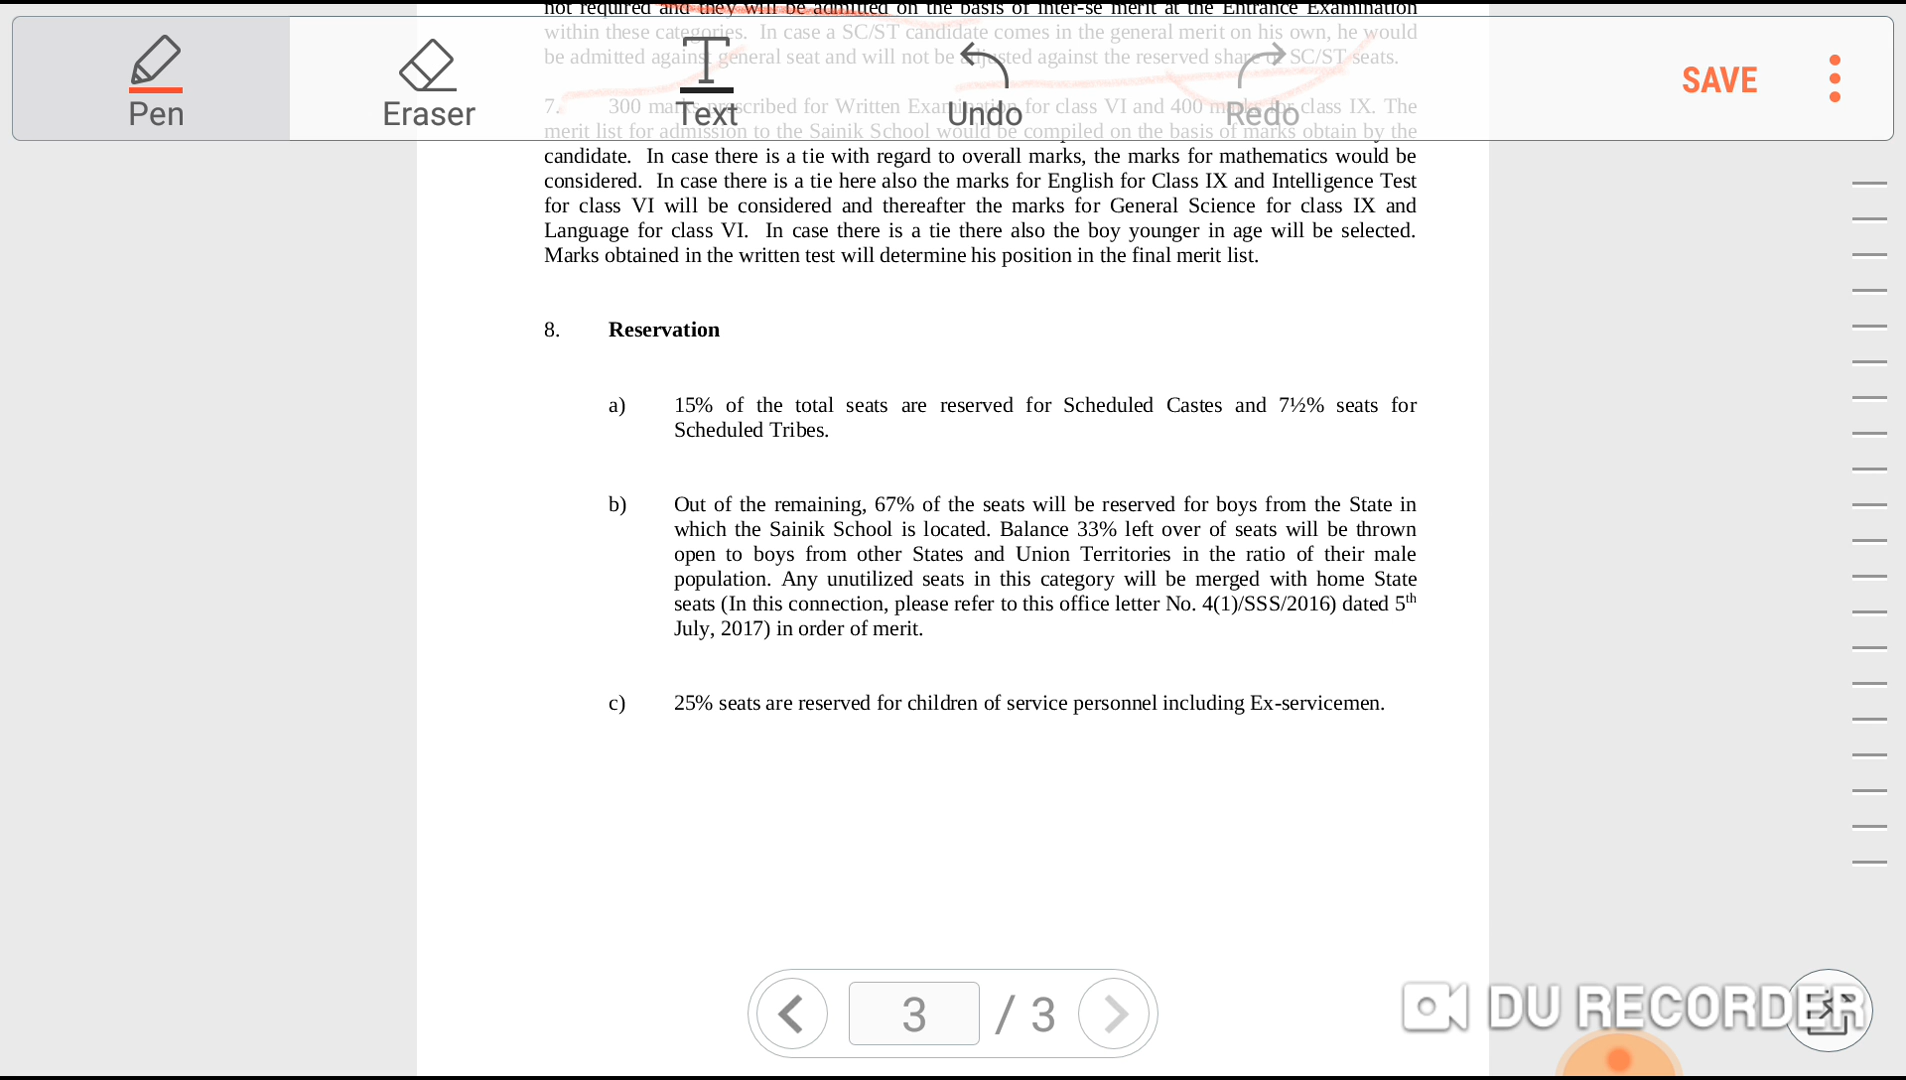 not required and they will be admitted on the basis of inter-se merit at the Entrance Examination
within these categories. In case a SC/ST candidate comes in the general merit on his own, he would
be admitted against general seat and will not be adjusted against the reserved share of SC/ST seats.
Pen
Eraser
Text
Undo
Redo
SAVE
7. 300 marks prescribed for Written Examination for class VI and 400 marks for class IX. The
merit list for admission to the Sainik School would be compiled on the basis of marks obtain by the
candidate. In case there is a tie with regard to overall marks, the marks for mathematics would be
considered. In case there is a tie here also the marks for English for Class IX and Intelligence Test
for class VI will be considered and thereafter the marks for General Science for class IX and
Language for class VI. In case there is a tie there also the boy younger in age will be selected.
Marks obtained in the written test will determine his position in the final merit list.
8. Reservation
a) 15% of the total seats are reserved for Scheduled Castes and 7½% seats for
Scheduled Tribes.
b) Out of the remaining, 67% of the seats will be reserved for boys from the State in
which the Sainik School is located. Balance 33% left over of seats will be thrown
open to boys from other States and Union Territories in the ratio of their male
population. Any unutilized seats in this category will be merged with home State
seats (In this connection, please refer to this office letter No. 4(1)/SSS/2016) dated 5th
July, 2017) in order of merit.
c) 25% seats are reserved for children of service personnel including Ex-servicemen.
3 / 3
DU RECORDER